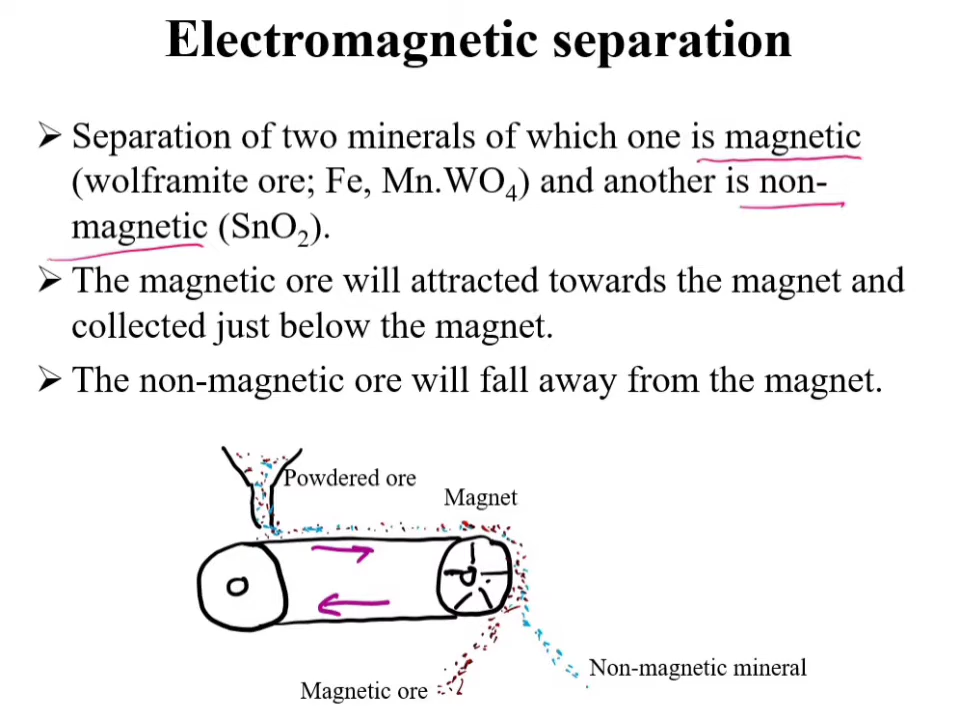 Electromagnetic separation
➢ Separation of two minerals of which one is magnetic
(wolframite ore; Fe, Mn.WO₄) and another is non-
magnetic (SnO₂).
➢ The magnetic ore will attracted towards the magnet and
collected just below the magnet.
➢ The non-magnetic ore will fall away from the magnet.
Powdered ore
Magnet
Non-magnetic mineral
Magnetic ore